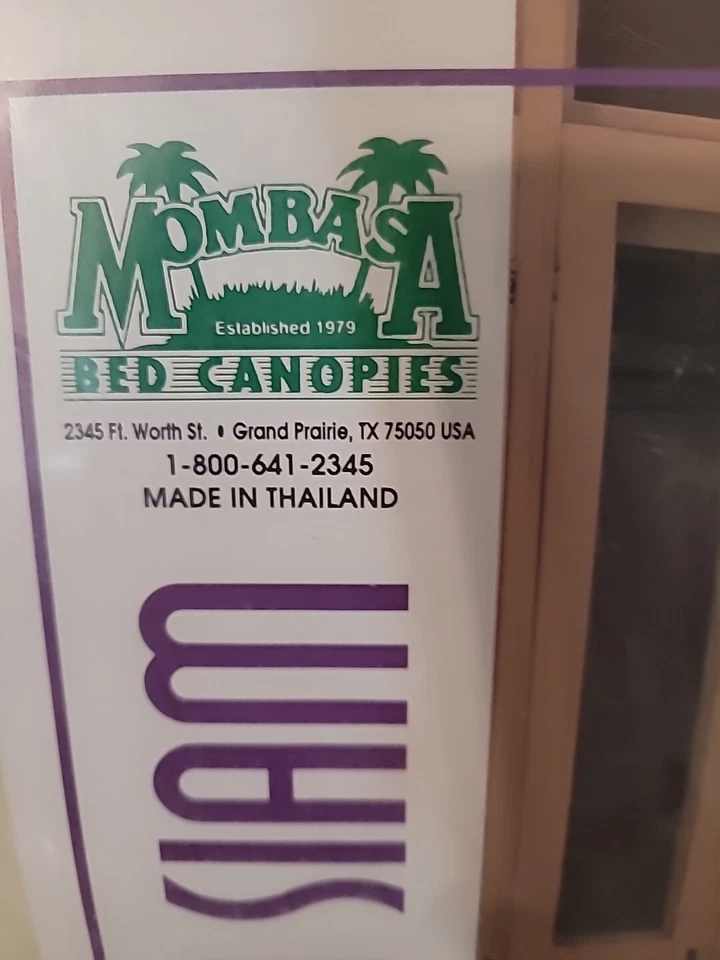 MOMBASA
Established 1979
BED CANOPIES
2345 Ft. Worth St. • Grand Prairie, TX 75050 USA
1-800-641-2345
MADE IN THAILAND
SIAM